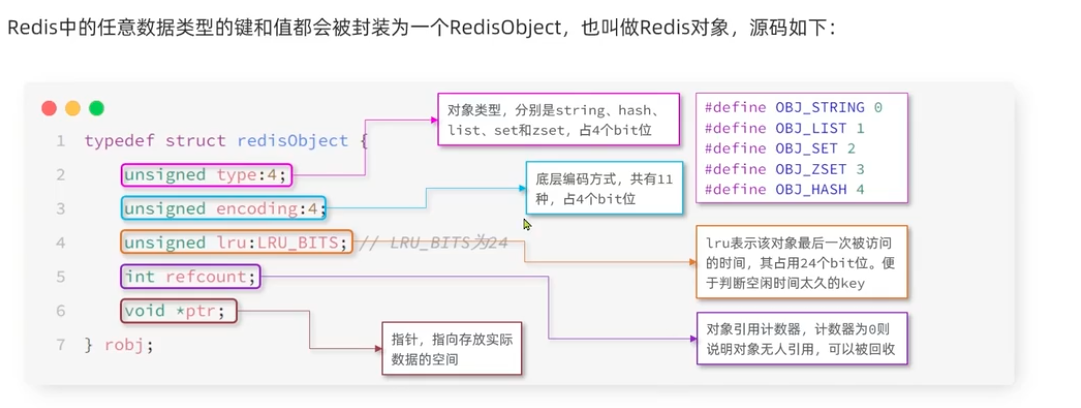 Redis中的任意数据类型的键和值都会被封装为一个RedisObject，也叫做Redis对象，源码如下：
对象类型，分别是string、hash、
list、set和zset，占4个bit位
#define OBJ_STRING 0
#define OBJ_LIST 1
#define OBJ_SET 2
#define OBJ_ZSET 3
#define OBJ_HASH 4
1 typedef struct redisObject {
2 unsigned type:4;
底层编码方式，共有11
种，占4个bit位
3 unsigned encoding:4;
4 unsigned lru:LRU_BITS; // LRU_BITS为24
lru表示该对象最后一次被访问
的时间，其占用24个bit位。便
于判断空闲时间太久的key
5 int refcount;
6 void *ptr;
对象引用计数器，计数器为0则
说明对象无人引用，可以被回收
指针，指向存放实际
数据的空间
7 } robj;